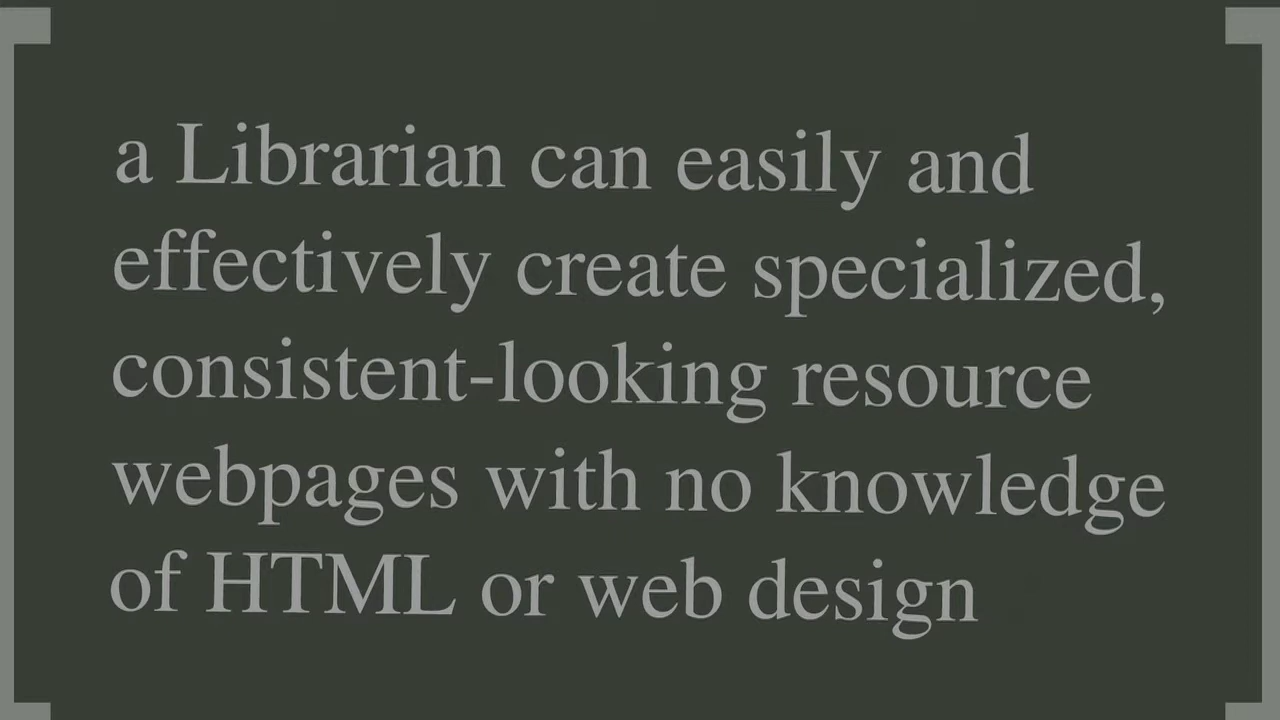 a Librarian can easily and
effectively create specialized,
consistent-looking resource
webpages with no knowledge
of HTML or web design